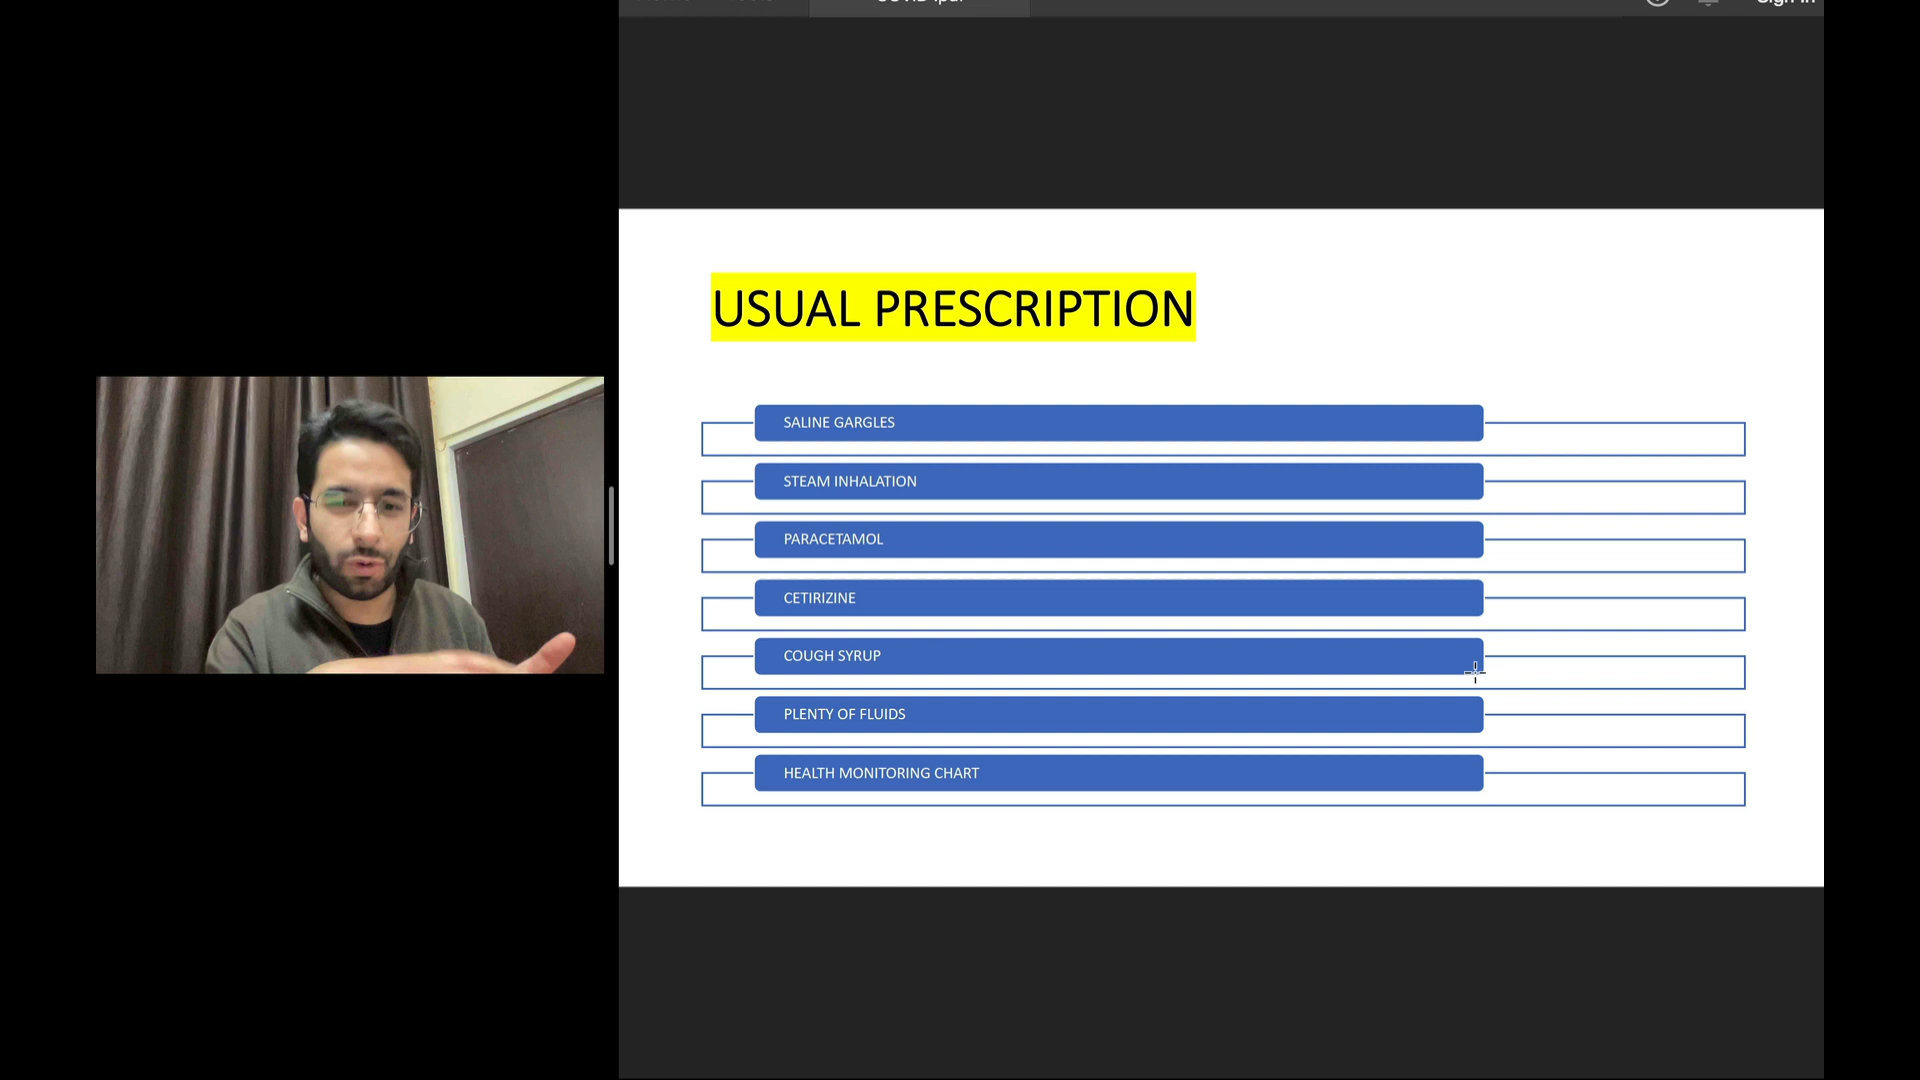 USUAL PRESCRIPTION
SALINE GARGLES
STEAM INHALATION
PARACETAMOL
CETIRIZINE
COUGH SYRUP
PLENTY OF FLUIDS
HEALTH MONITORING CHART